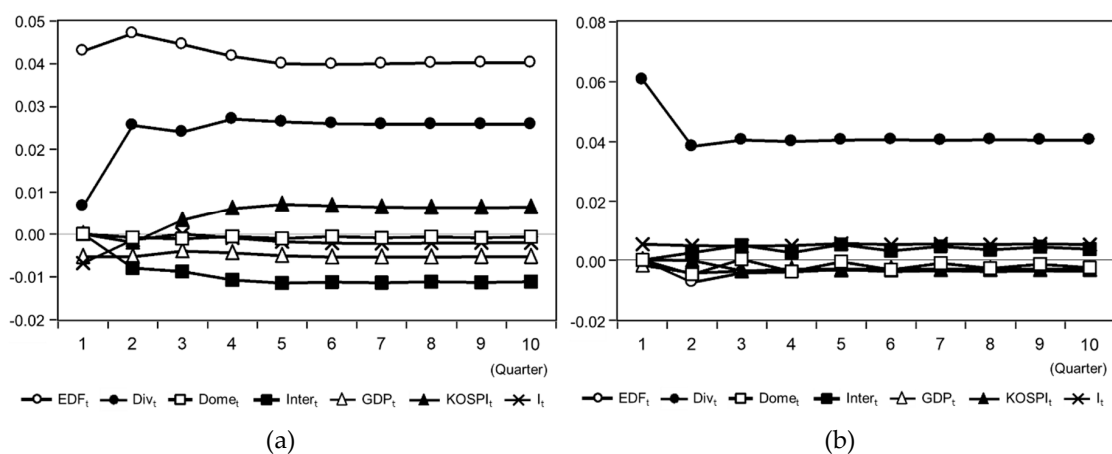 0.05
0.04
0.03
0.02
0.01
0.00
-0.01
-0.02
1 2 3 4 5 6 7 8 9 10
(Quarter)
EDFt Divt Domet Intert GDPt KOSPIt It
(a)
0.08
0.06
0.04
0.02
0.00
-0.02
1 2 3 4 5 6 7 8 9 10
(Quarter)
EDFt Divt Domet Intert GDPt KOSPIt It
(b)